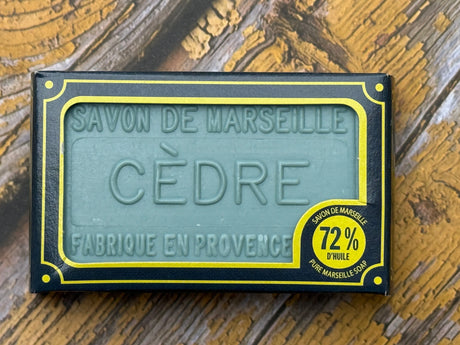 SAVON DE MARSEILLE
CÈDRE
FABRIQUE EN PROVENCE
SAVON DE MARSEILLE
72%
D'HUILE
PURE MARSEILLE SOAP